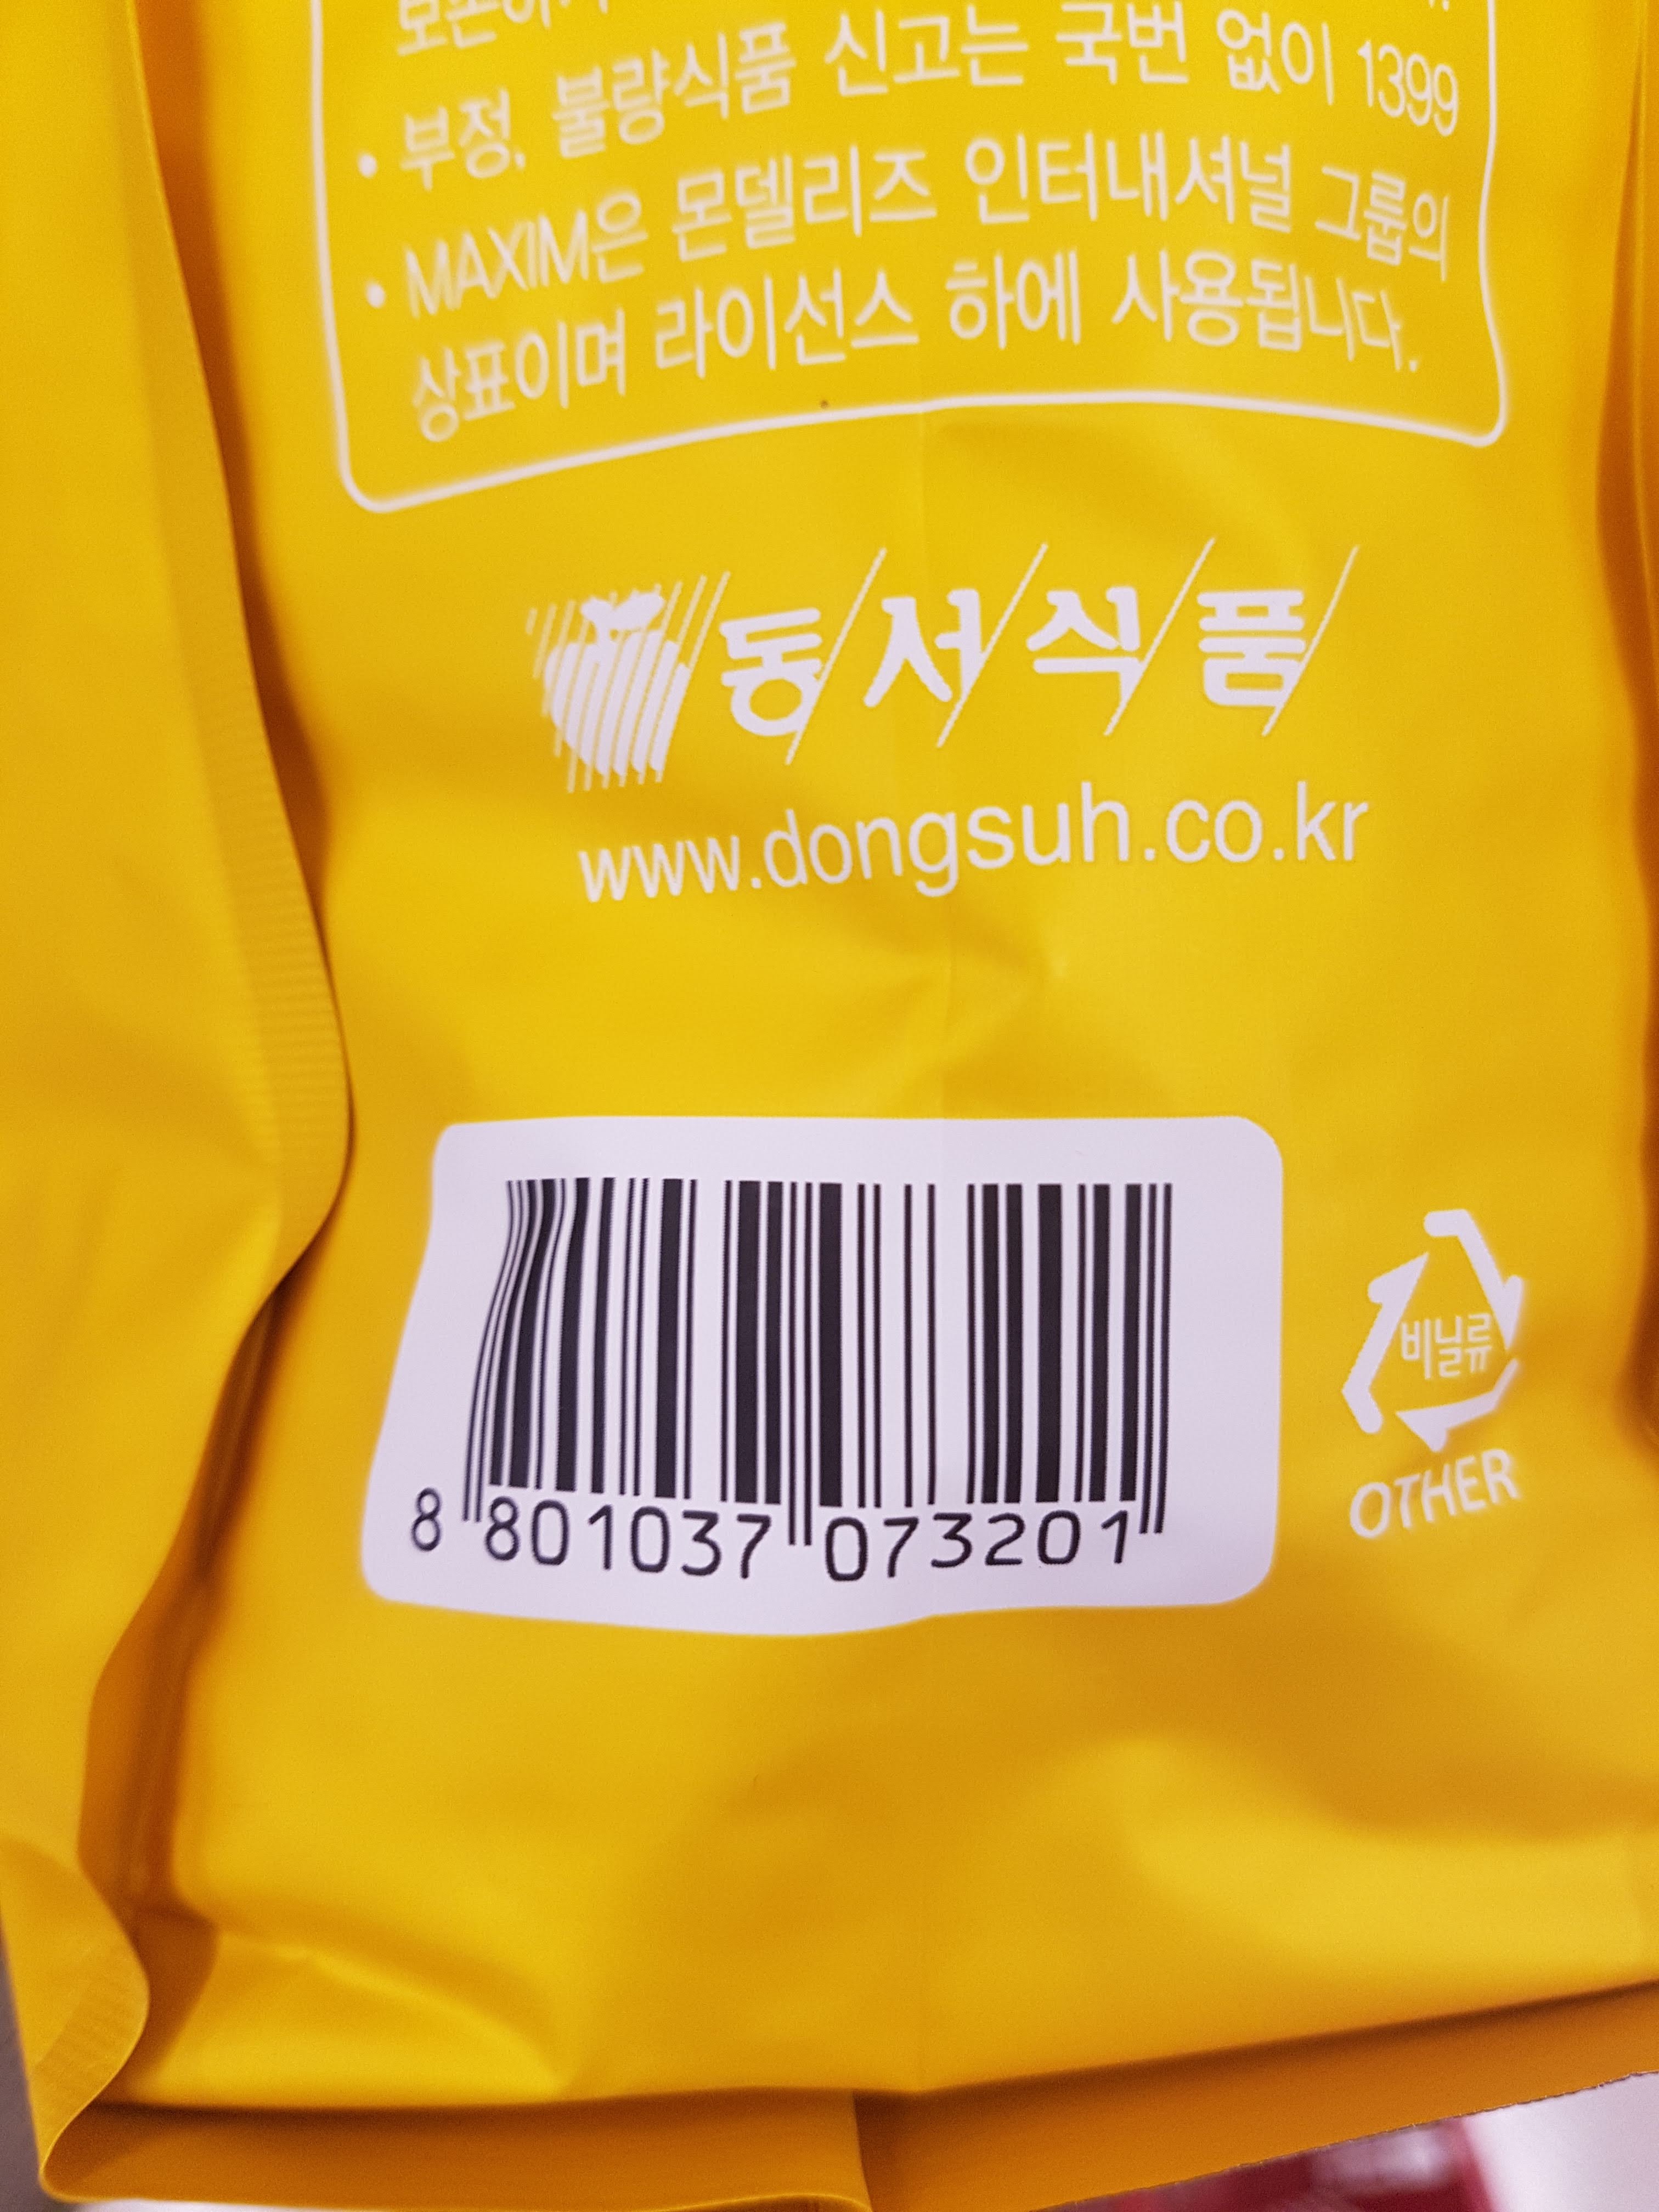 • 부정, 불량식품 신고는 국번 없이 1399
• MAXIM은 몬델리즈 인터내셔널 그룹의
상표이며 라이선스 하에 사용됩니다.
동서식품
www.dongsuh.co.kr
비닐류
OTHER
8 801037 073201